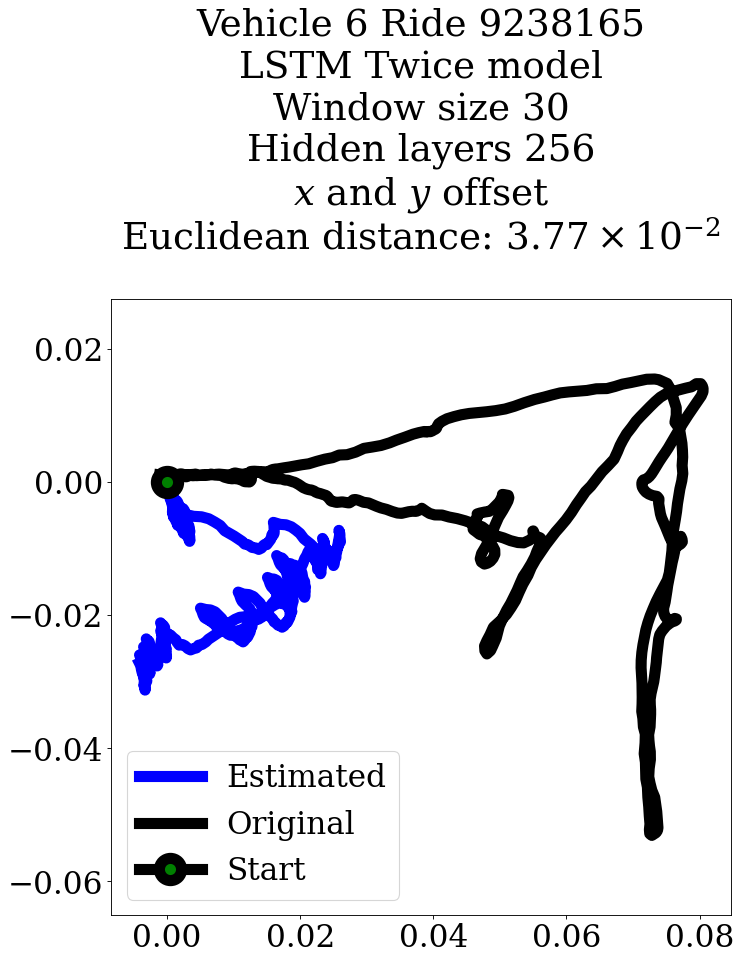 Vehicle 6 Ride 9238165
LSTM Twice model
Window size 30
Hidden layers 256
x and y offset
Euclidean distance: 3.77 × 10⁻²
0.02
0.00
−0.02
−0.04
−0.06
Estimated
Original
Start
0.00 0.02 0.04 0.06 0.08